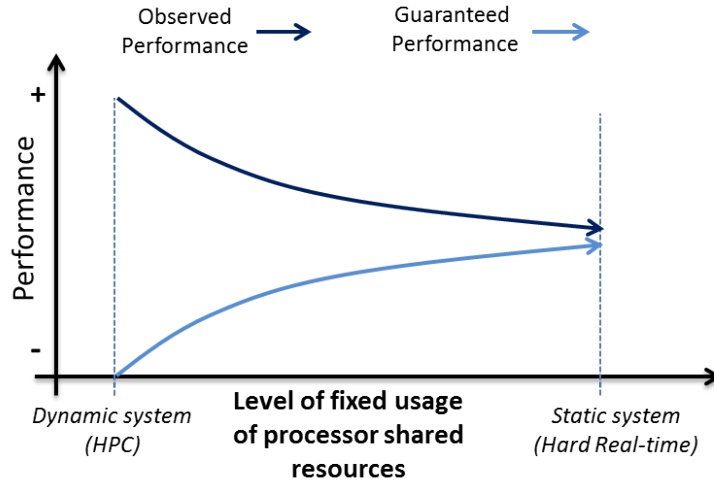 Observed
Performance
Guaranteed
Performance
+
Performance
-
Dynamic system
(HPC)
Level of fixed usage
of processor shared
resources
Static system
(Hard Real-time)